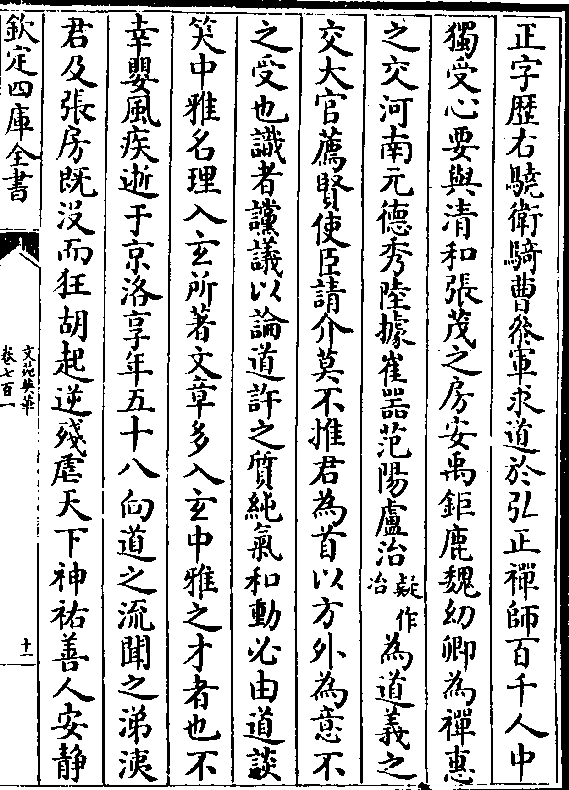 正字歴右驍衛騎曹叅軍求道於弘正禪師百千人中
獨受心要與清和張茂之房安禹鉅鹿魏幼卿為禪惠
之交河南元德秀陸據崔器范陽盧治疑作冶為道義之
交大官薦賢使臣請介莫不推君為首以方外為意不
之受也識者讜議以論道許之質純氣和動必由道談
笑中雅名理入玄所著文章多入玄中雅之才者也不
幸嬰風疾逝于京洛享年五十八向道之流聞之涕洟
君及張房既沒而狂胡起逆殘虐天下神祐善人安静
欽定四庫全書
文苑英華
卷七百一
十一